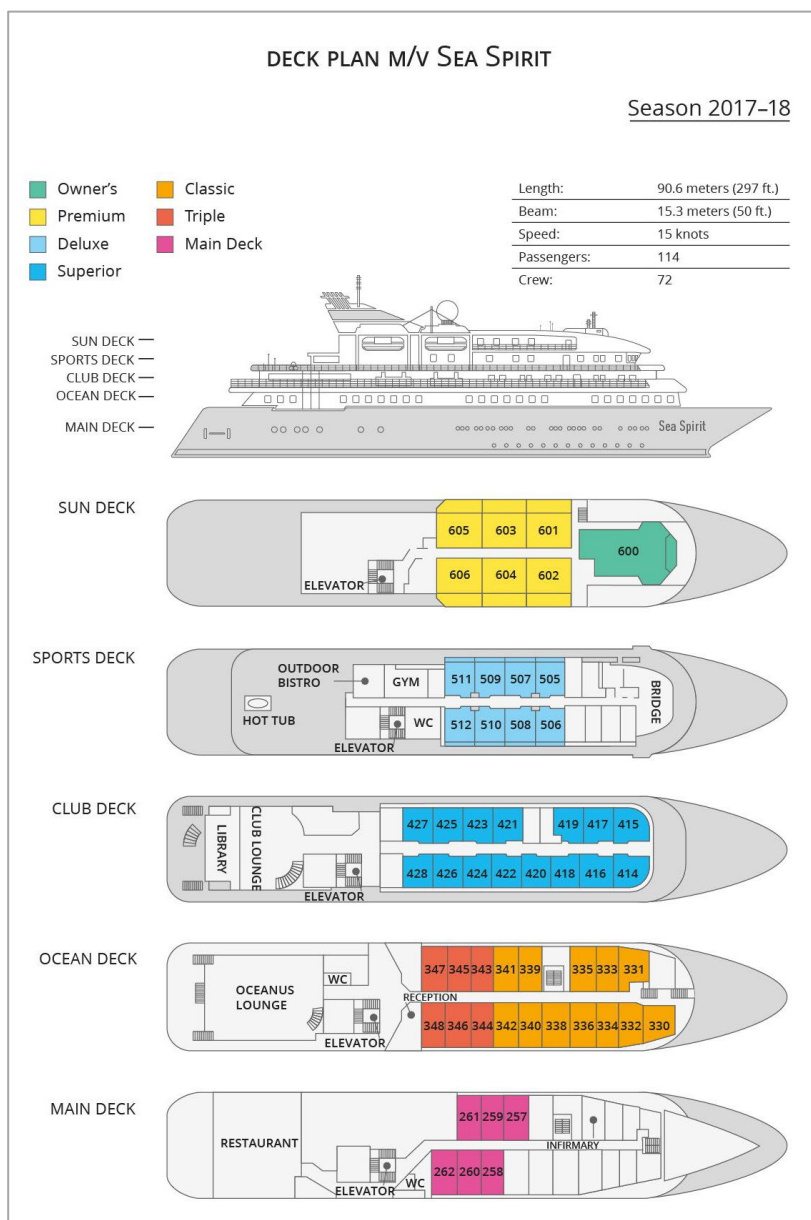 DECK PLAN M/V SEA SPIRIT
Season 2017–18
Owner's
Premium
Deluxe
Superior
Classic
Triple
Main Deck
Length: 90.6 meters (297 ft.)
Beam: 15.3 meters (50 ft.)
Speed: 15 knots
Passengers: 114
Crew: 72
SUN DECK
SPORTS DECK
CLUB DECK
OCEAN DECK
MAIN DECK
Sea Spirit
SUN DECK
605 603 601
600
606 604 602
ELEVATOR
SPORTS DECK
OUTDOOR
BISTRO
GYM
511 509 507 505
BRIDGE
HOT TUB
WC
512 510 508 506
ELEVATOR
CLUB DECK
LIBRARY
CLUB LOUNGE
427 425 423 421 419 417 415
428 426 424 422 420 418 416 414
ELEVATOR
OCEAN DECK
OCEANUS
LOUNGE
WC
347 345 343 341 339 335 333 331
RECEPTION
348 346 344 342 340 338 336 334 332 330
ELEVATOR
MAIN DECK
RESTAURANT
261 259 257
INFIRMARY
262 260 258
ELEVATOR
WC